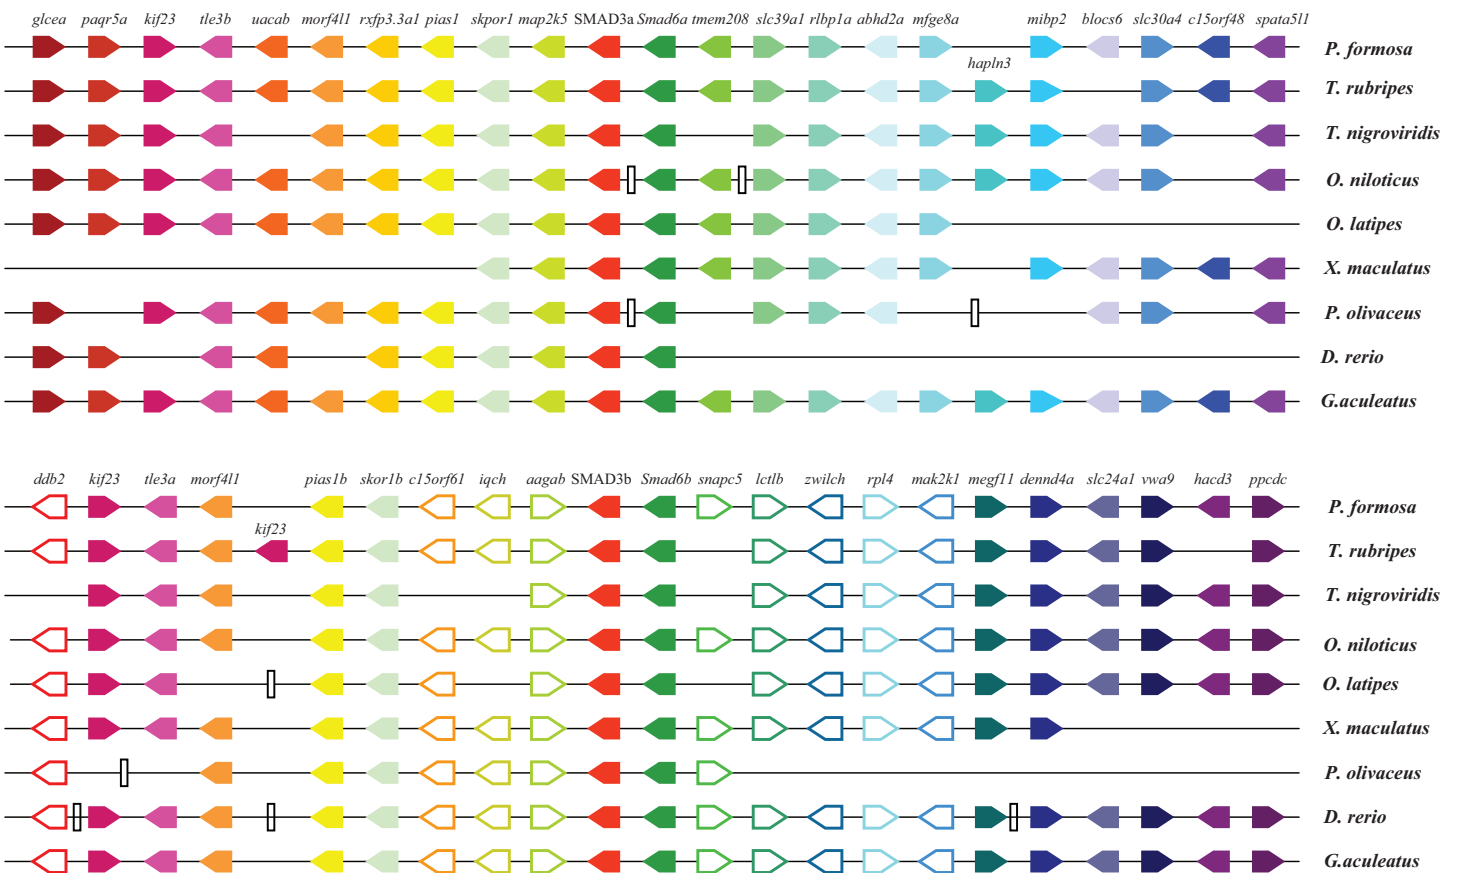 glcea paqr5a kif23 tle3b uacab morf4l1 rxfp3.3a1 pias1 skpor1 map2k5 SMAD3a Smad6a tmem208 slc39a1 rlbp1a abhd2a mfge8a mibp2 blocs6 slc30a4 c15orf48 spata5l1
P. formosa
hapln3
T. rubripes
T. nigroviridis
O. niloticus
O. latipes
X. maculatus
P. olivaceus
D. rerio
G.aculeatus
ddb2 kif23 tle3a morf4l1 pias1b skor1b c15orf61 iqch aagab SMAD3b Smad6b snapc5 lctlb zwilch rpl4 mak2k1 megf11 dennd4a slc24a1 vwa9 hacd3 ppcdc
P. formosa
kif23
T. rubripes
T. nigroviridis
O. niloticus
O. latipes
X. maculatus
P. olivaceus
D. rerio
G.aculeatus